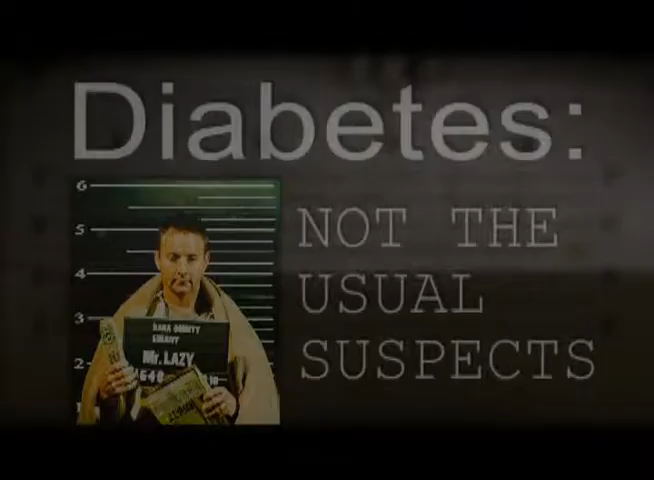 Diabetes:
NOT THE
USUAL
SUSPECTS
6
5
4
3
2
Mr. LAZY